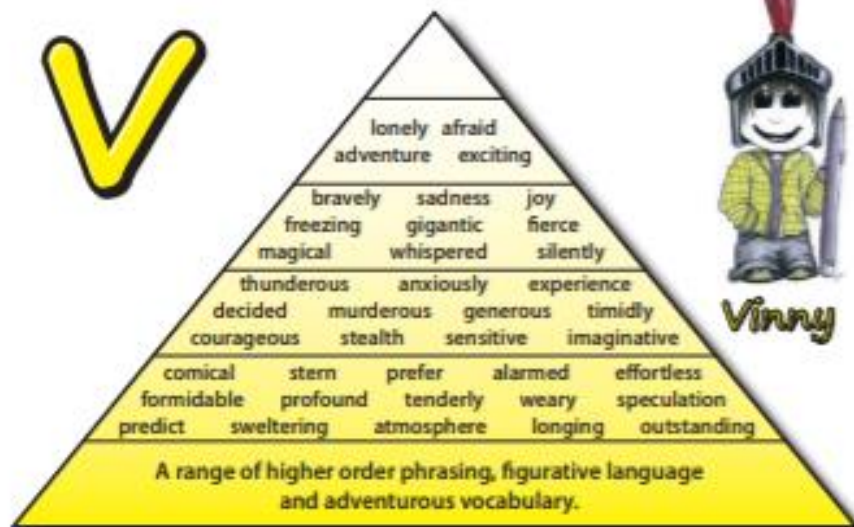 V
lonely afraid
adventure exciting
bravely sadness joy
freezing gigantic fierce
magical whispered silently
thunderous anxiously experience
decided murderous generous timidly
courageous stealth sensitive imaginative
Vinny
comical stern prefer alarmed effortless
formidable profound tenderly weary speculation
predict sweltering atmosphere longing outstanding
A range of higher order phrasing, figurative language
and adventurous vocabulary.